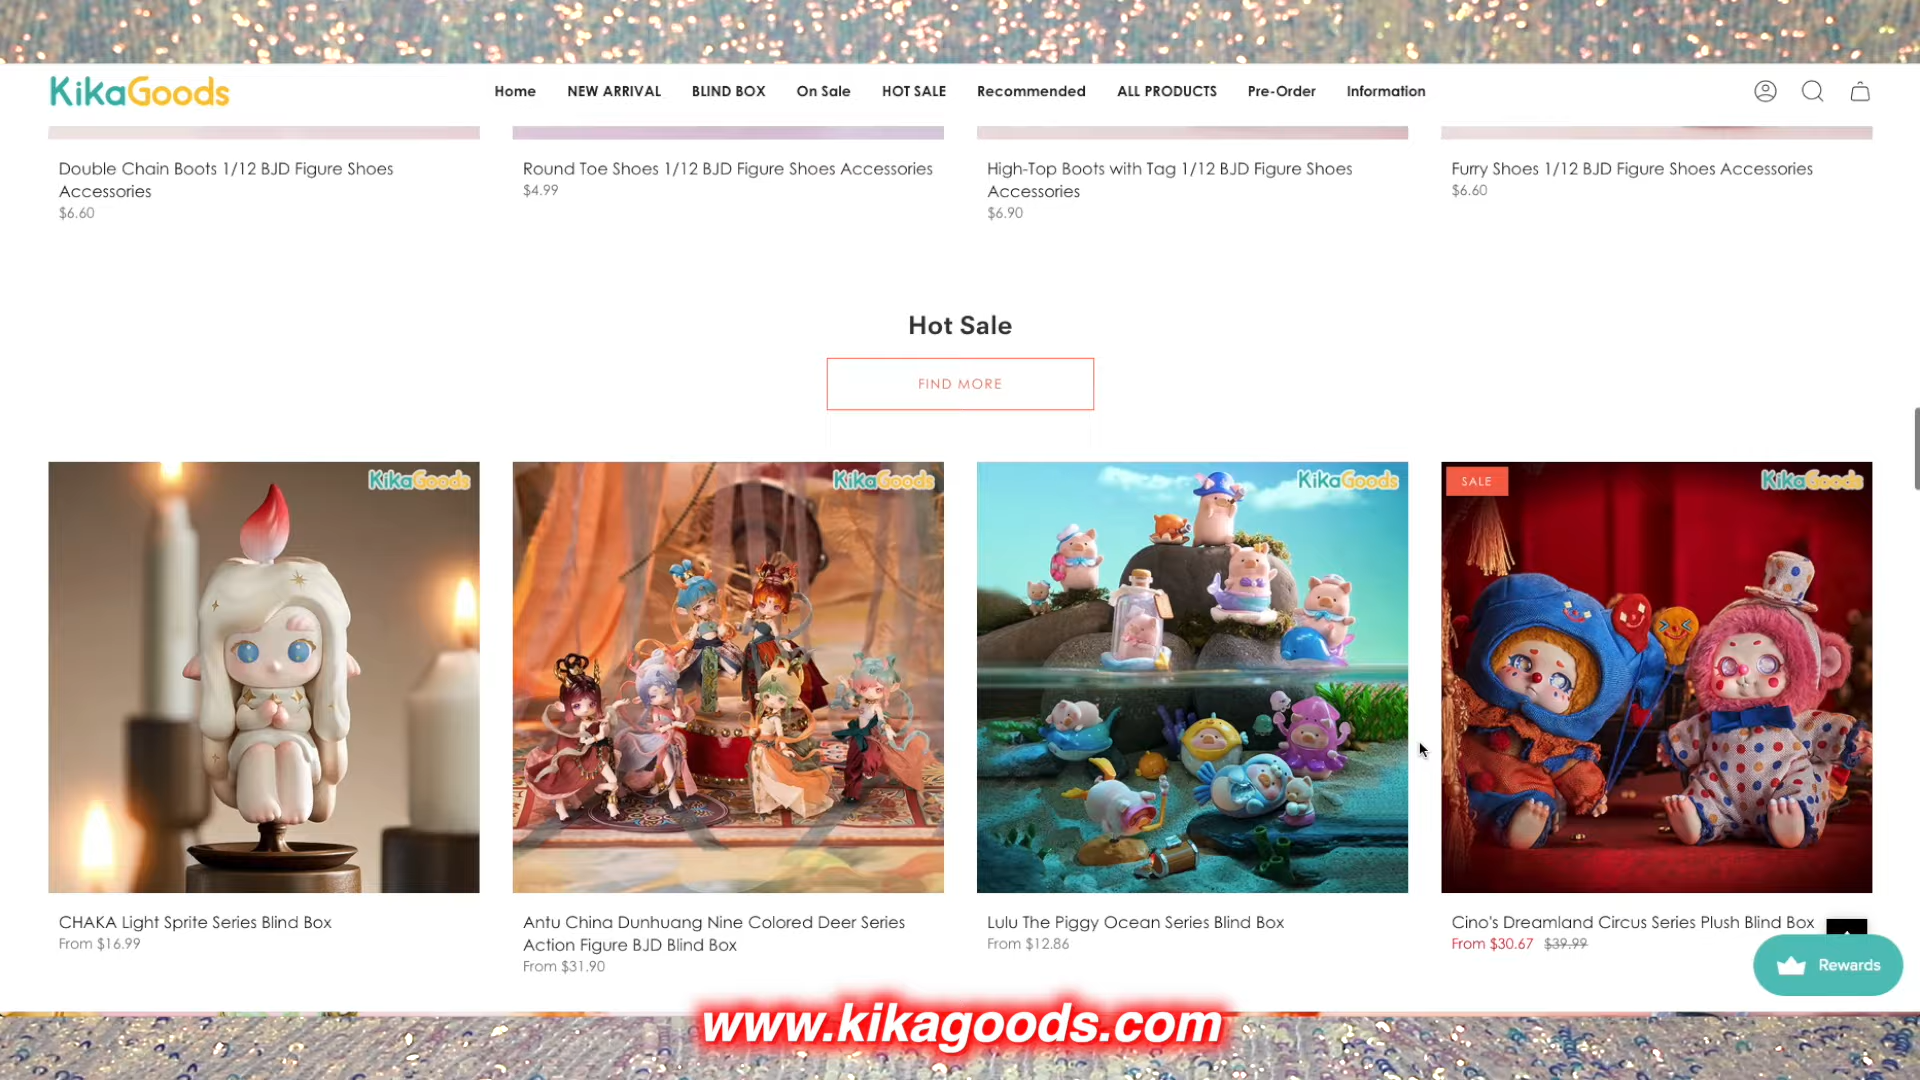 KikaGoods
Home NEW ARRIVAL BLIND BOX On Sale HOT SALE Recommended ALL PRODUCTS Pre-Order Information
Double Chain Boots 1/12 BJD Figure Shoes
Accessories
$6.60
Round Toe Shoes 1/12 BJD Figure Shoes Accessories
$4.99
High-Top Boots with Tag 1/12 BJD Figure Shoes
Accessories
$6.90
Furry Shoes 1/12 BJD Figure Shoes Accessories
$6.60
Hot Sale
FIND MORE
KikaGoods
KikaGoods
KikaGoods
SALE
KikaGoods
CHAKA Light Sprite Series Blind Box
From $16.99
Antu China Dunhuang Nine Colored Deer Series
Action Figure BJD Blind Box
From $31.90
Lulu The Piggy Ocean Series Blind Box
From $12.86
Cino's Dreamland Circus Series Plush Blind Box
From $30.67 $39.99
Rewards
www.kikagoods.com